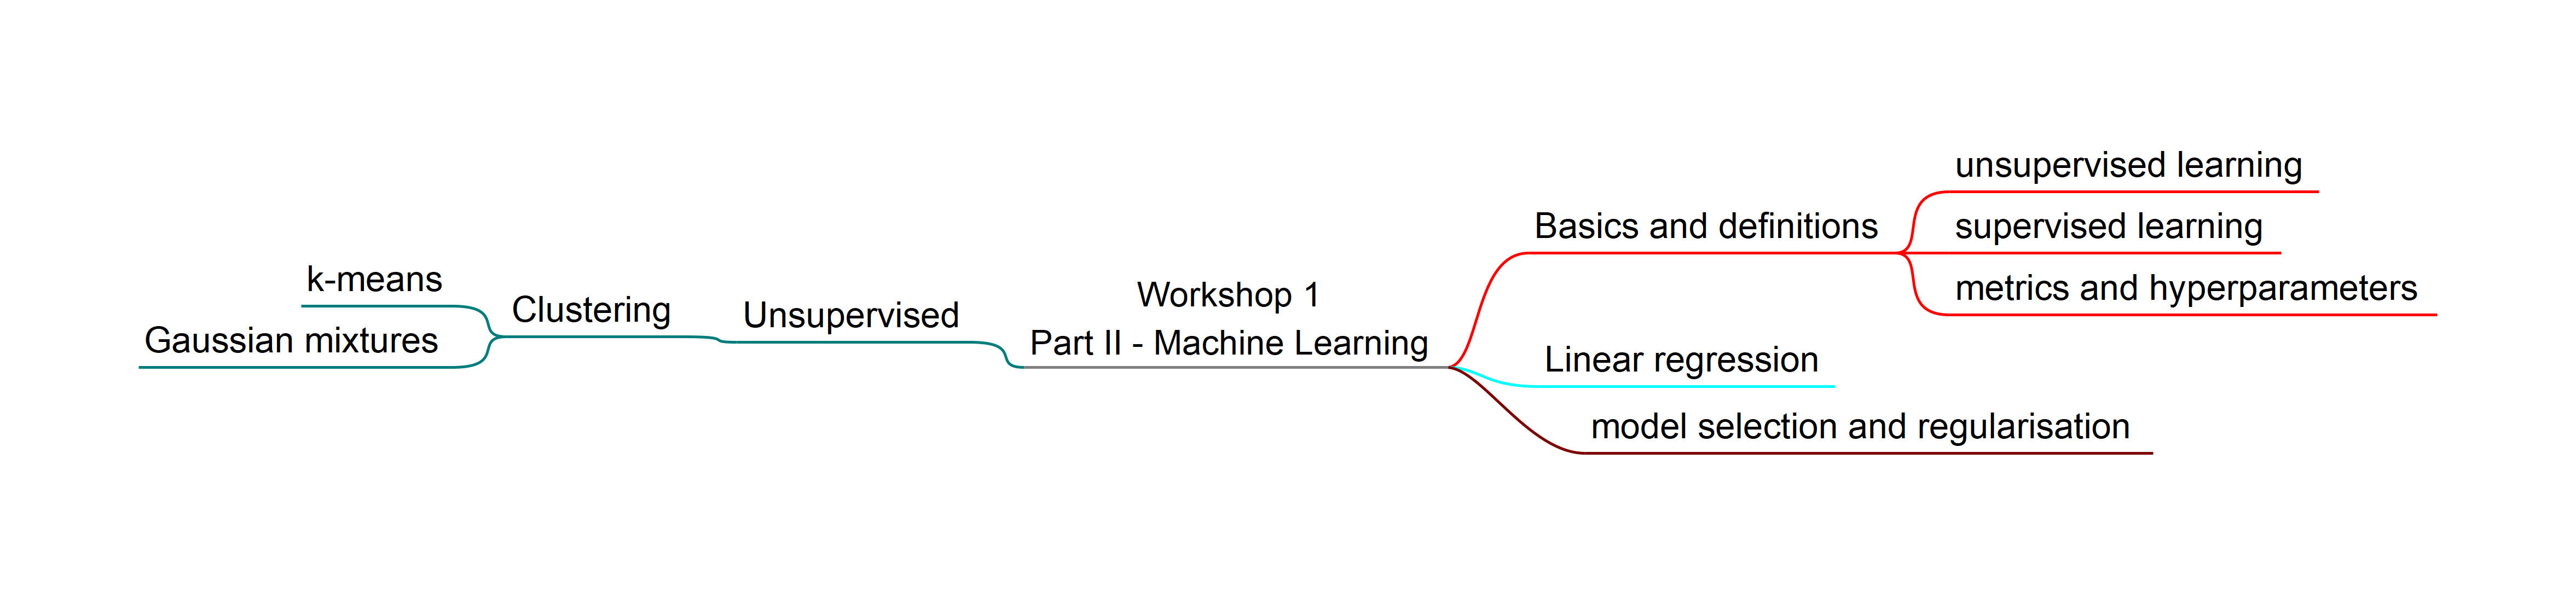 unsupervised learning
Basics and definitions
supervised learning
metrics and hyperparameters
k-means
Clustering
Unsupervised
Gaussian mixtures
Workshop 1
Part II - Machine Learning
Linear regression
model selection and regularisation